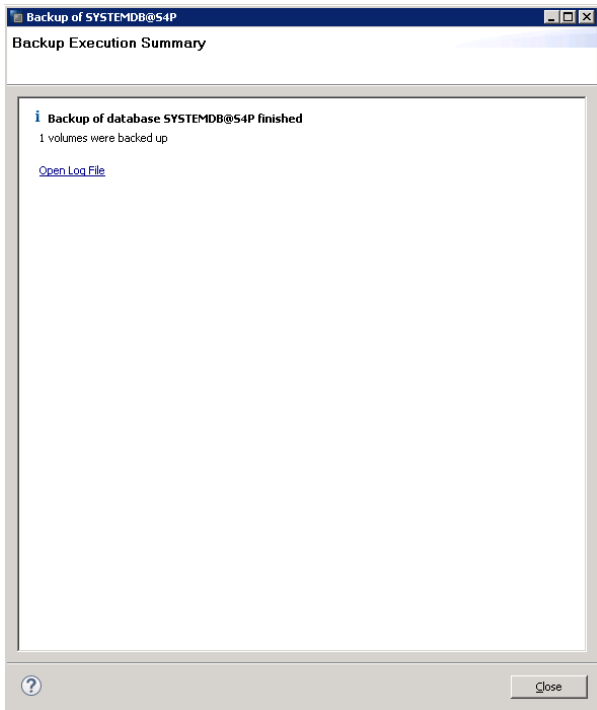 Backup of SYSTEMDB@S4P
Backup Execution Summary
i Backup of database SYSTEMDB@S4P finished
1 volumes were backed up
Open Log File
? Close